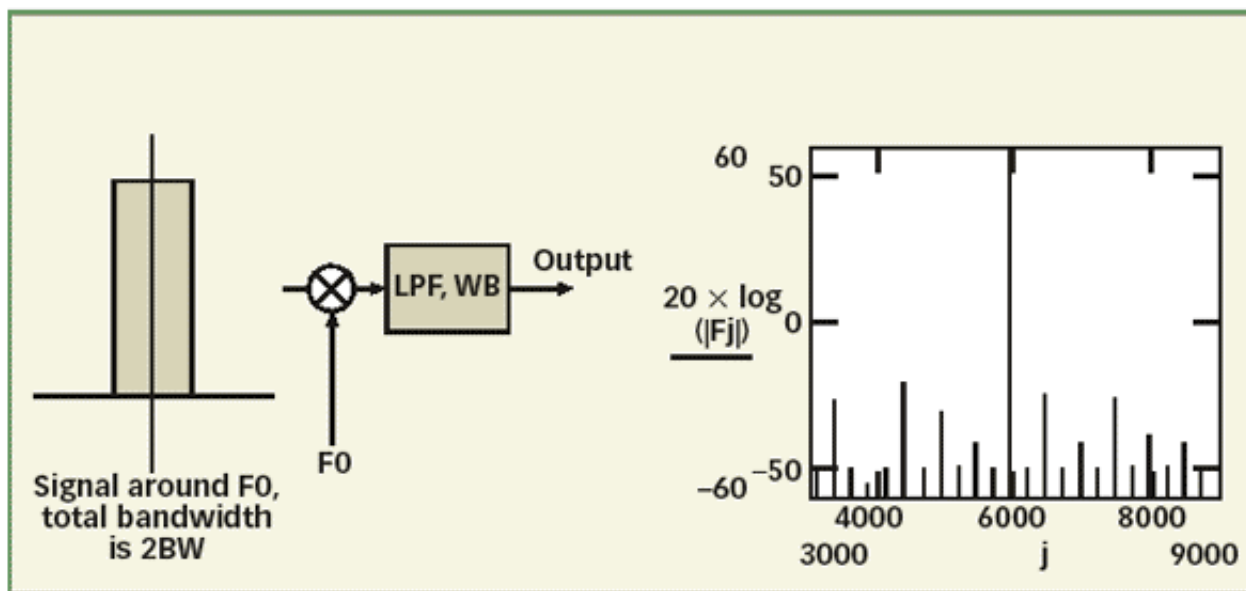 Signal around F0,
total bandwidth
is 2BW
F0
LPF, WB
Output
20 × log
(|Fj|)
60
50
0
–50
–60
4000 6000 8000
3000 j 9000